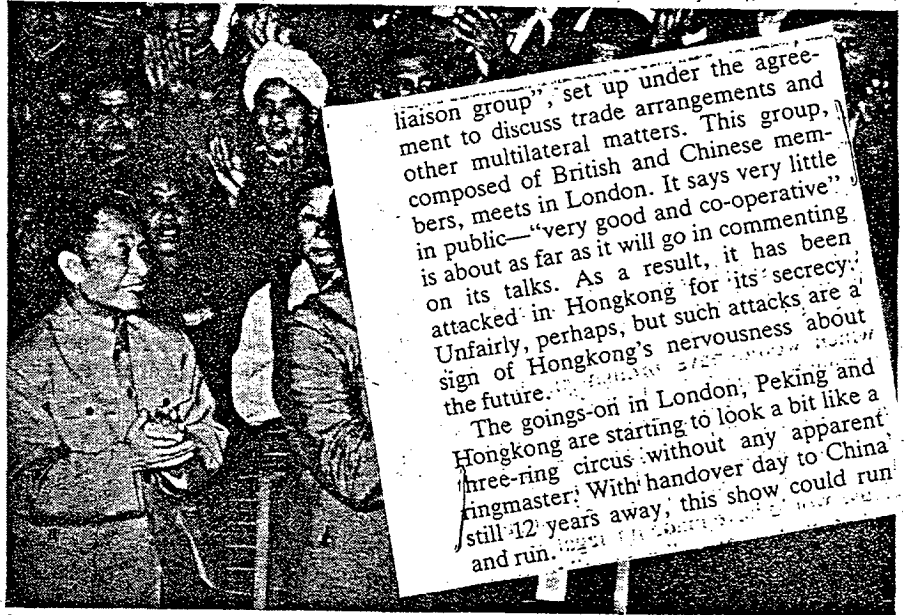 liaison group", set up under the agree-
ment to discuss trade arrangements and
other multilateral matters. This group,
composed of British and Chinese mem-
bers, meets in London. It says very little
in public—"very good and co-operative"
is about as far as it will go in commenting
on its talks. As a result, it has been
attacked in Hongkong for its secrecy.
Unfairly, perhaps, but such attacks are a
sign of Hongkong's nervousness about
the future.
The goings-on in London, Peking and
Hongkong are starting to look a bit like a
three-ring circus without any apparent
ringmaster. With handover day to China
still 12 years away, this show could run
and run.